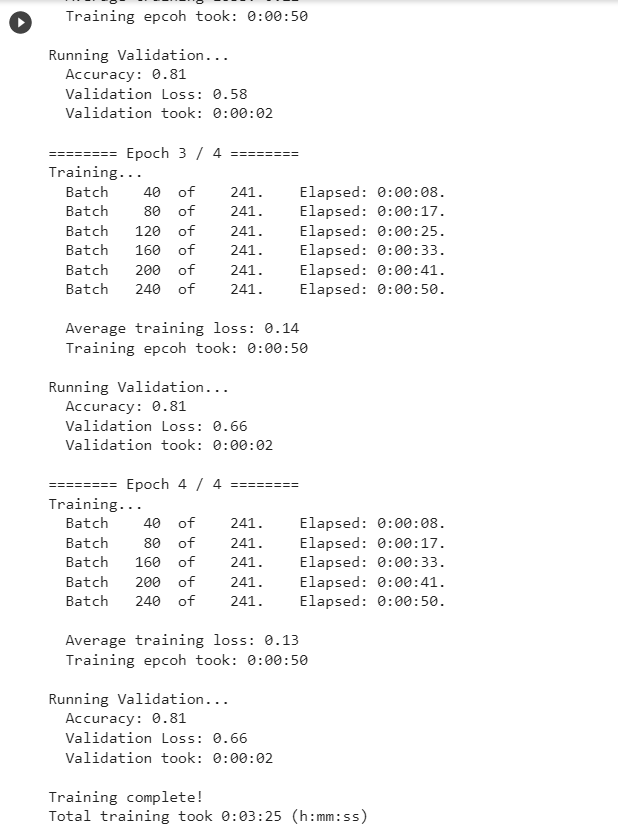 Training epcoh took: 0:00:50
Running Validation...
Accuracy: 0.81
Validation Loss: 0.58
Validation took: 0:00:02
======== Epoch 3 / 4 ========
Training...
Batch 40 of 241. Elapsed: 0:00:08.
Batch 80 of 241. Elapsed: 0:00:17.
Batch 120 of 241. Elapsed: 0:00:25.
Batch 160 of 241. Elapsed: 0:00:33.
Batch 200 of 241. Elapsed: 0:00:41.
Batch 240 of 241. Elapsed: 0:00:50.
Average training loss: 0.14
Training epcoh took: 0:00:50
Running Validation...
Accuracy: 0.81
Validation Loss: 0.66
Validation took: 0:00:02
======== Epoch 4 / 4 ========
Training...
Batch 40 of 241. Elapsed: 0:00:08.
Batch 80 of 241. Elapsed: 0:00:17.
Batch 160 of 241. Elapsed: 0:00:33.
Batch 200 of 241. Elapsed: 0:00:41.
Batch 240 of 241. Elapsed: 0:00:50.
Average training loss: 0.13
Training epcoh took: 0:00:50
Running Validation...
Accuracy: 0.81
Validation Loss: 0.66
Validation took: 0:00:02
Training complete!
Total training took 0:03:25 (h:mm:ss)